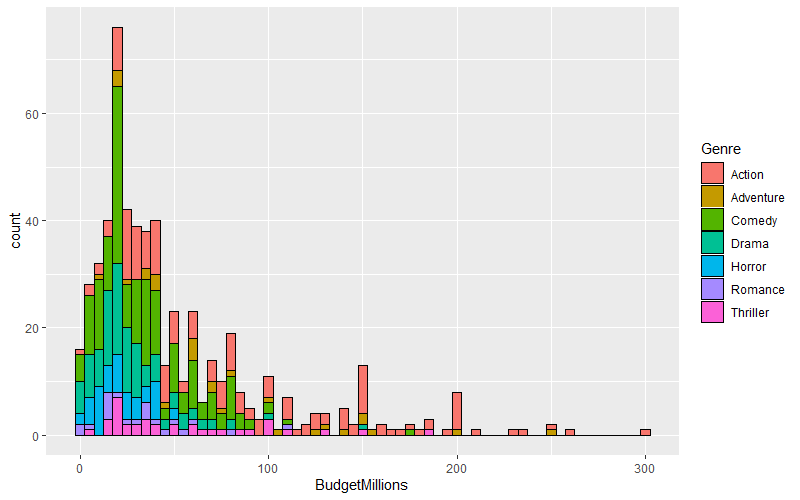 60
40
20
0
count
0
100
200
300
BudgetMillions
Genre
Action
Adventure
Comedy
Drama
Horror
Romance
Thriller